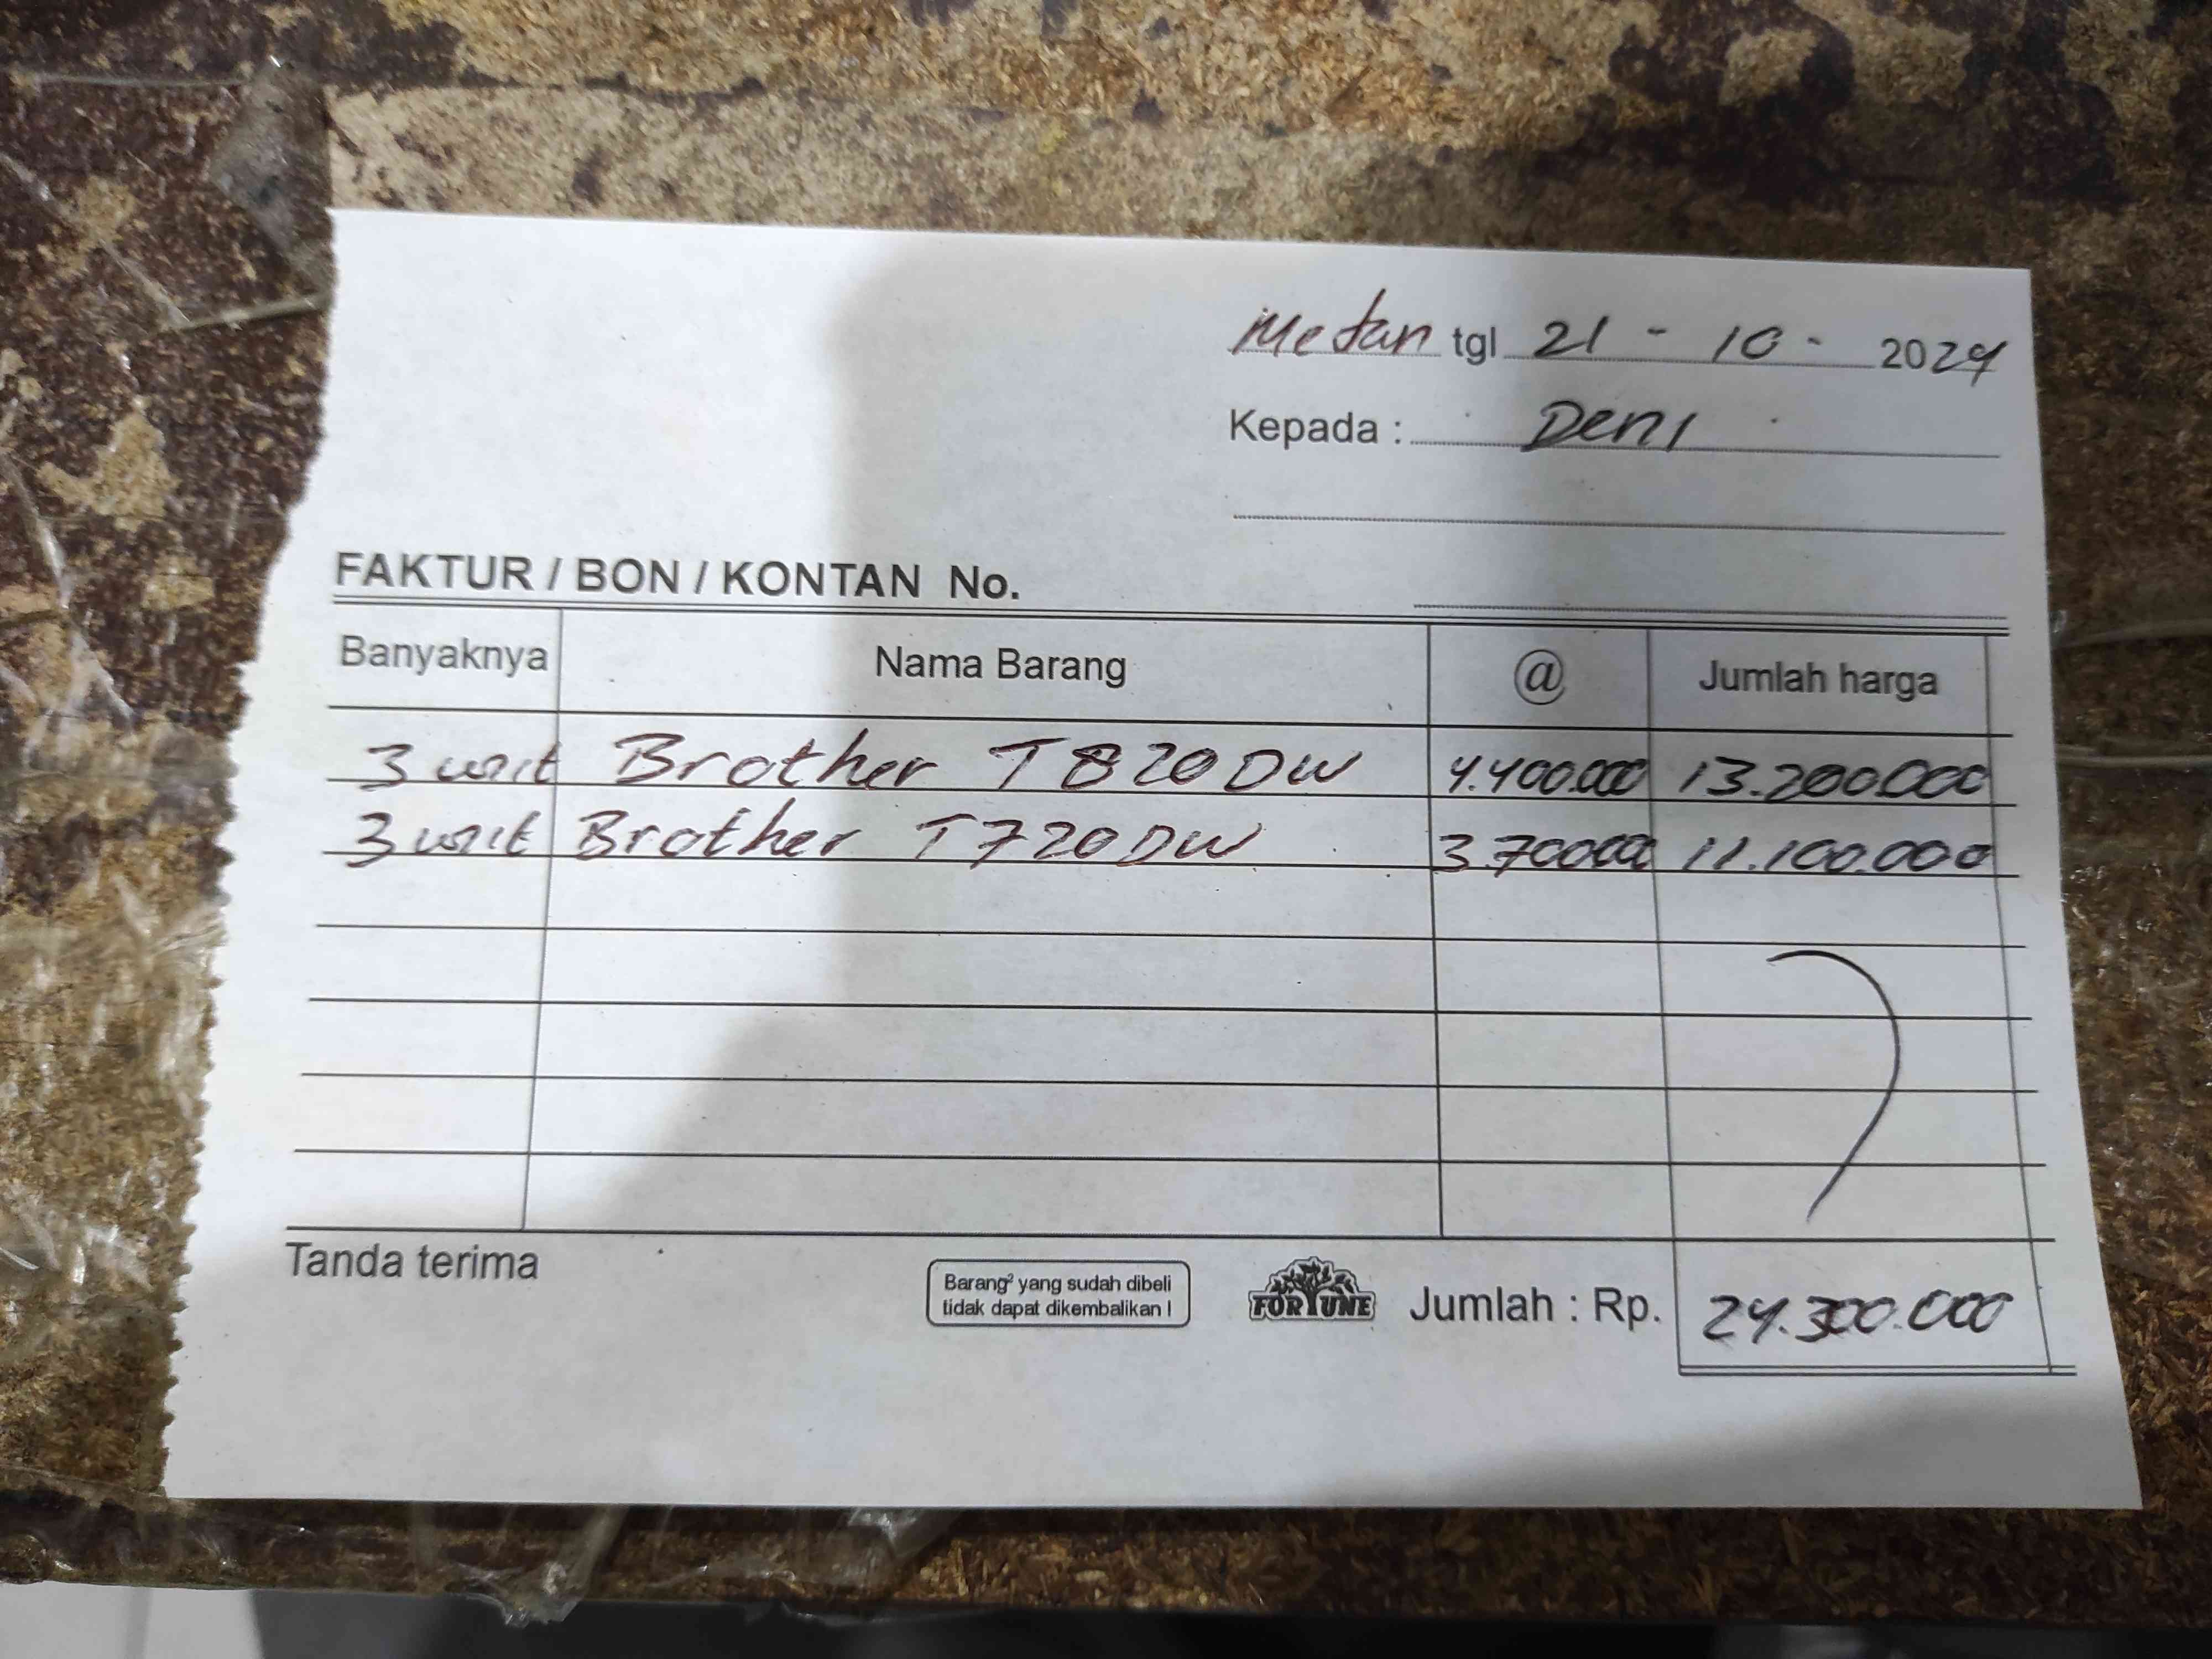 Medan tgl 21 - 10 - 2024
Kepada : Deni
FAKTUR / BON / KONTAN No.
Banyaknya Nama Barang @ Jumlah harga
3 unit Brother T820DW 4.400.000 13.200.000
3 unit Brother T720DW 3.700000 11.100.000
Tanda terima
Barang² yang sudah dibeli
tidak dapat dikembalikan !
FORTUNE
Jumlah : Rp. 24.300.000